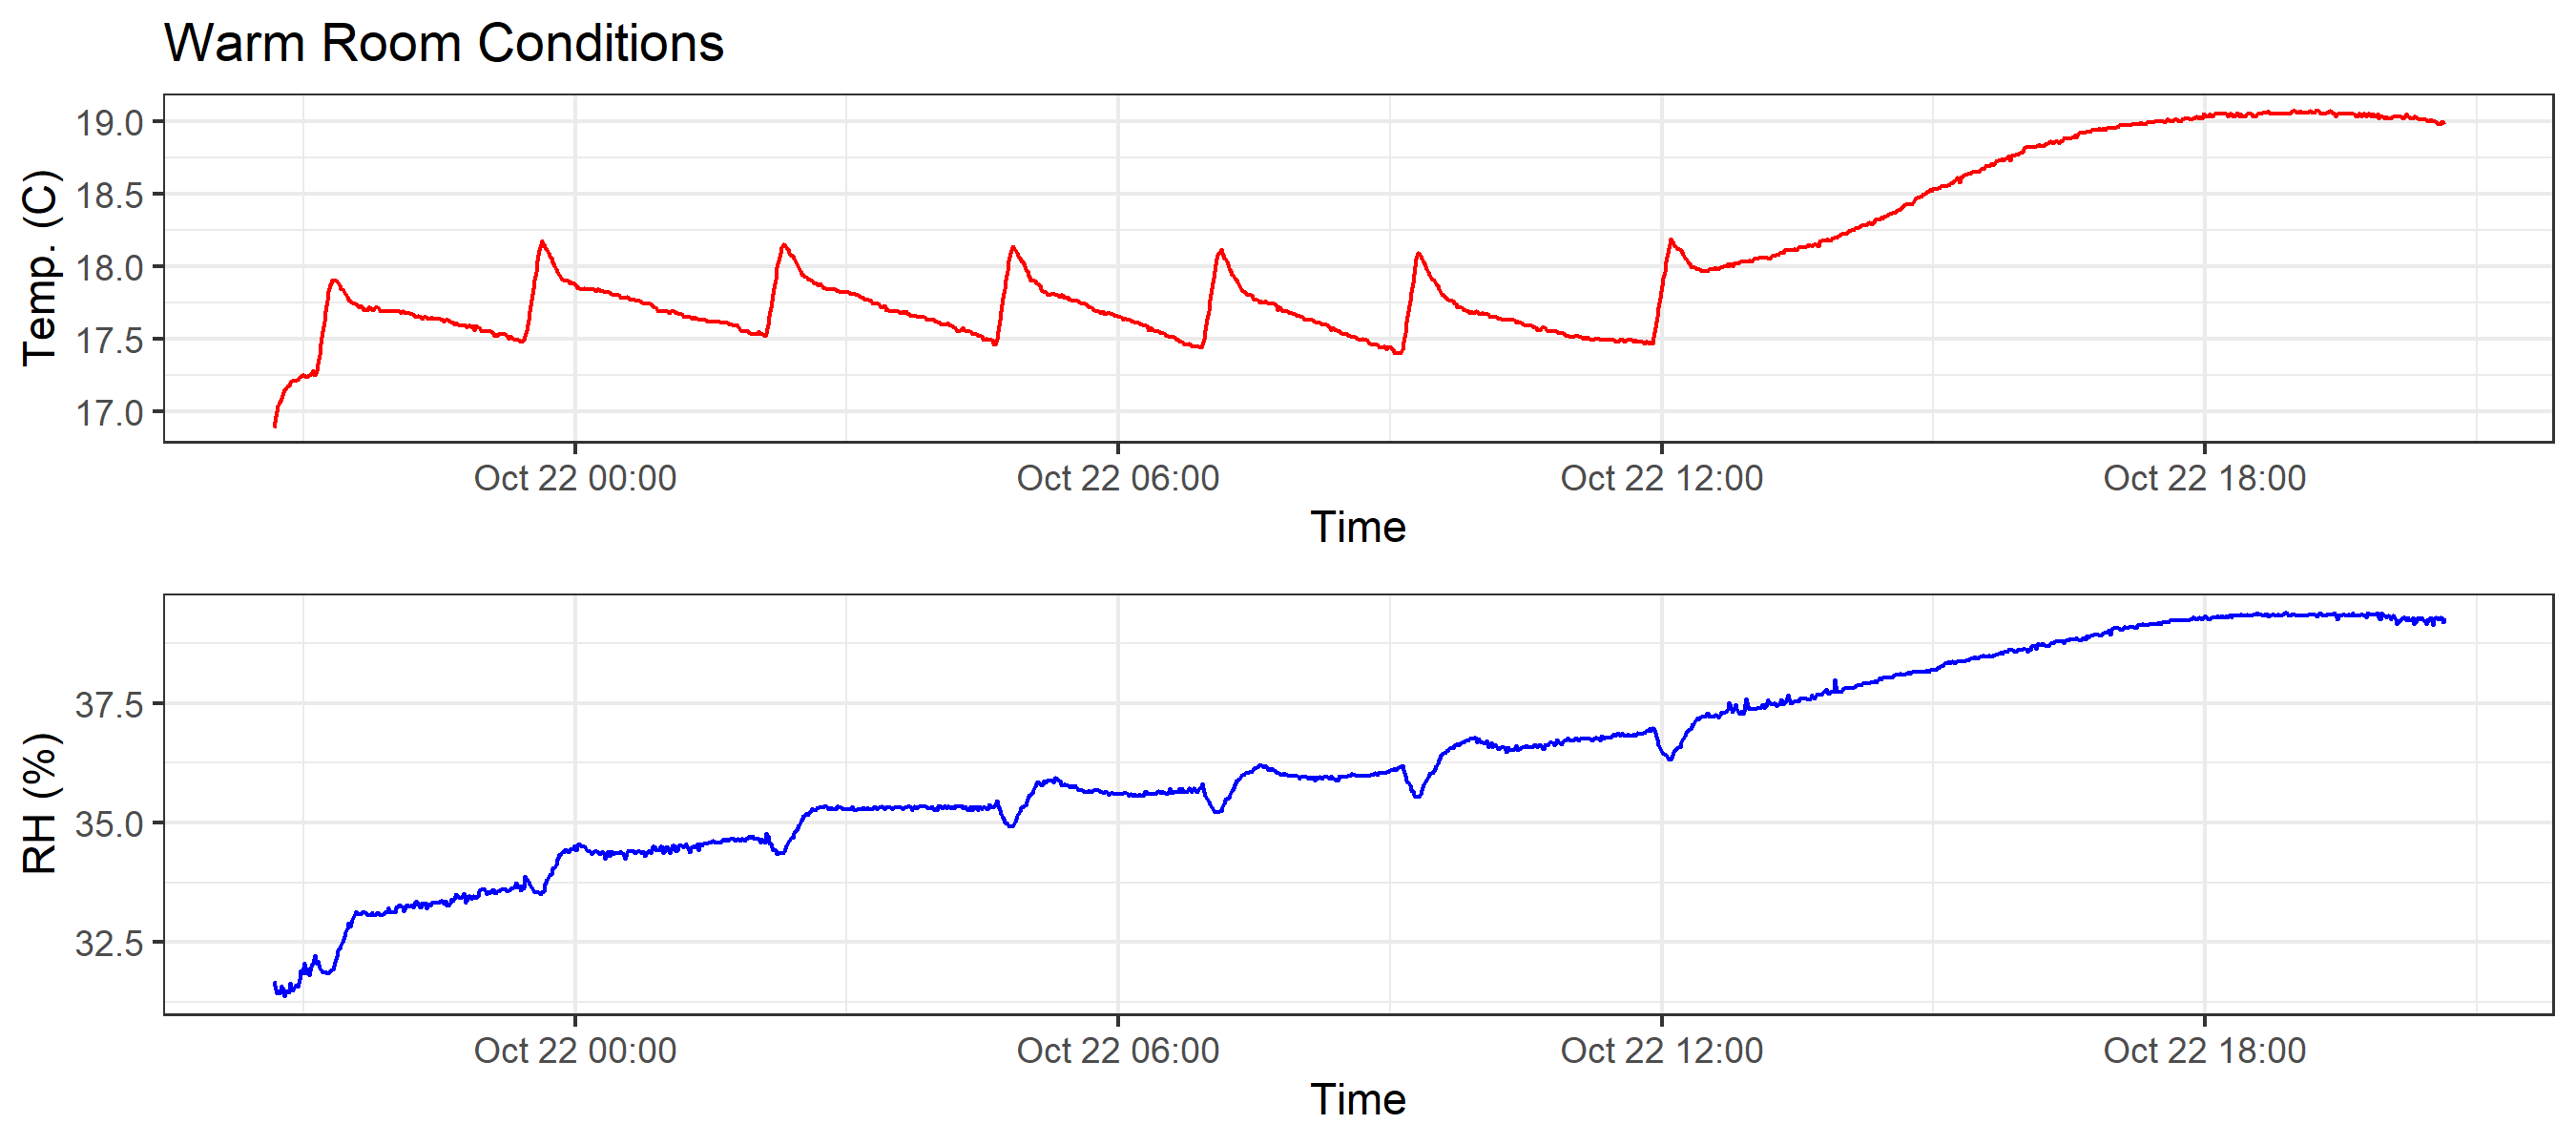 Warm Room Conditions
Temp. (C)
19.0
18.5
18.0
17.5
17.0
Oct 22 00:00 Oct 22 06:00 Oct 22 12:00 Oct 22 18:00
Time
RH (%)
37.5
35.0
32.5
Oct 22 00:00 Oct 22 06:00 Oct 22 12:00 Oct 22 18:00
Time